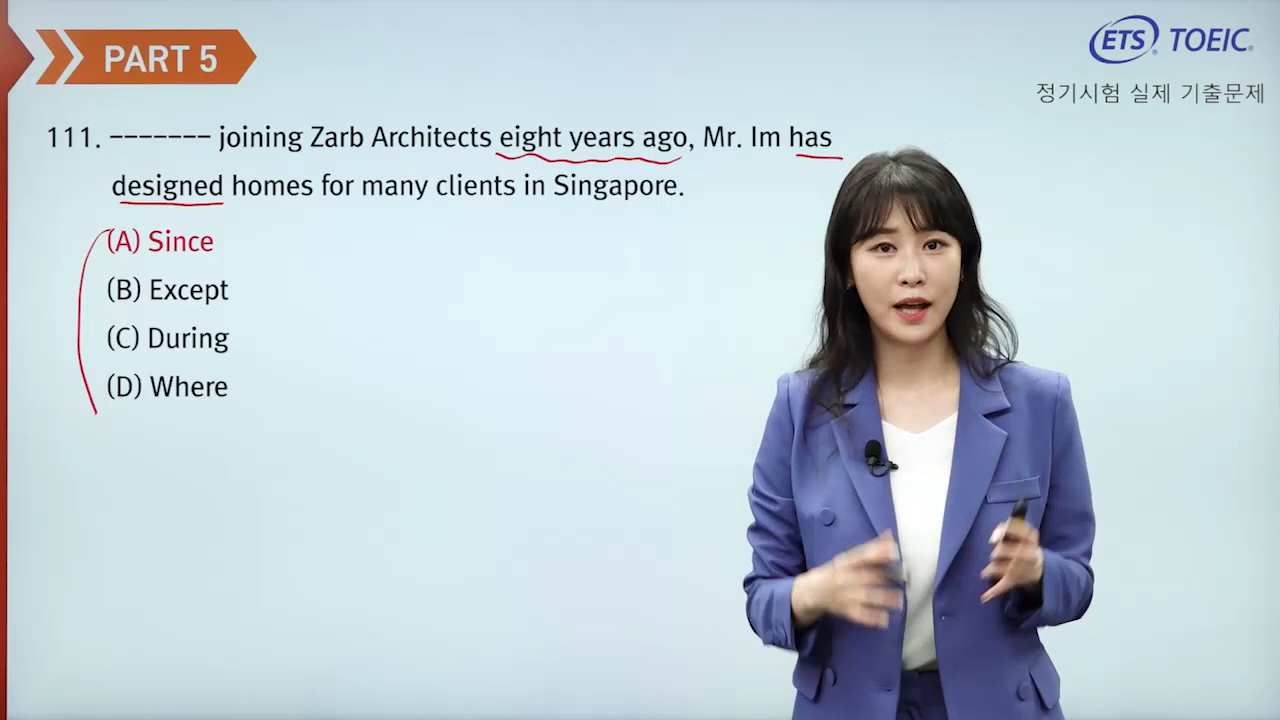 PART 5
ETS TOEIC
정기시험 실제 기출문제
111. ------- joining Zarb Architects eight years ago, Mr. Im has
designed homes for many clients in Singapore.
(A) Since
(B) Except
(C) During
(D) Where